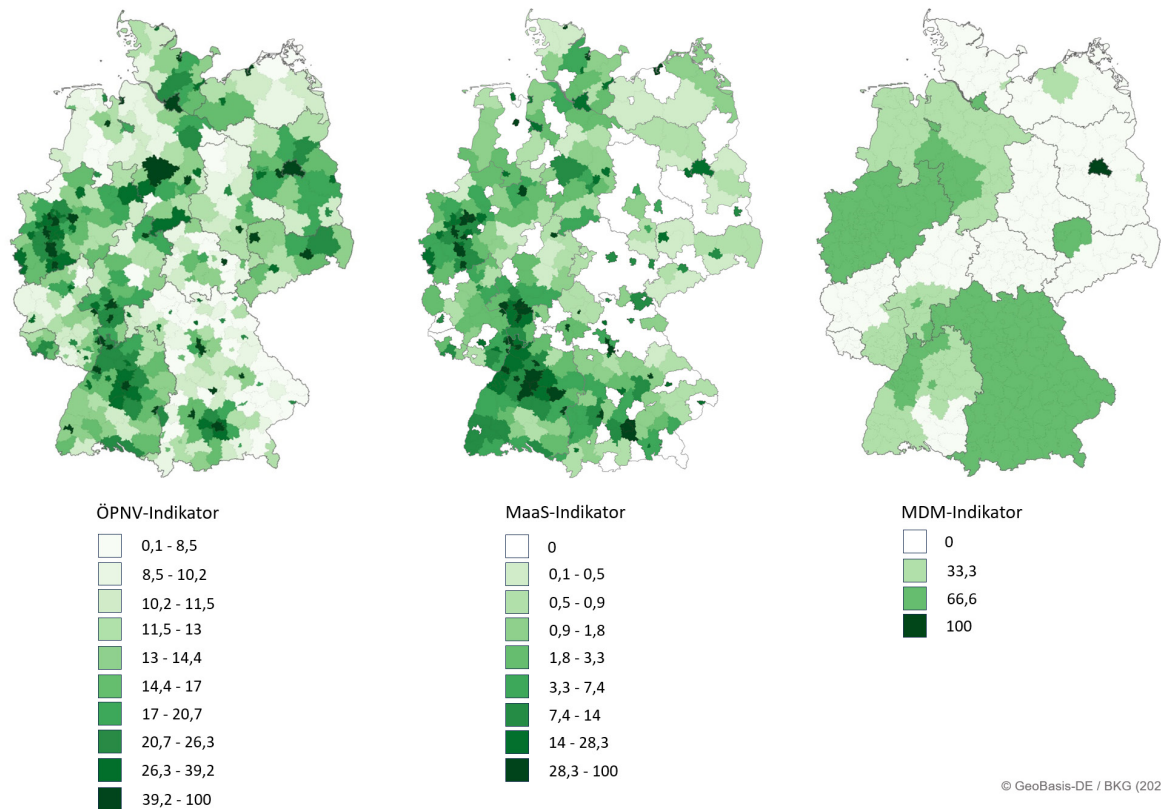 ÖPNV-Indikator
0,1 - 8,5
8,5 - 10,2
10,2 - 11,5
11,5 - 13
13 - 14,4
14,4 - 17
17 - 20,7
20,7 - 26,3
26,3 - 39,2
39,2 - 100
MaaS-Indikator
0
0,1 - 0,5
0,5 - 0,9
0,9 - 1,8
1,8 - 3,3
3,3 - 7,4
7,4 - 14
14 - 28,3
28,3 - 100
MDM-Indikator
0
33,3
66,6
100
© GeoBasis-DE / BKG (202